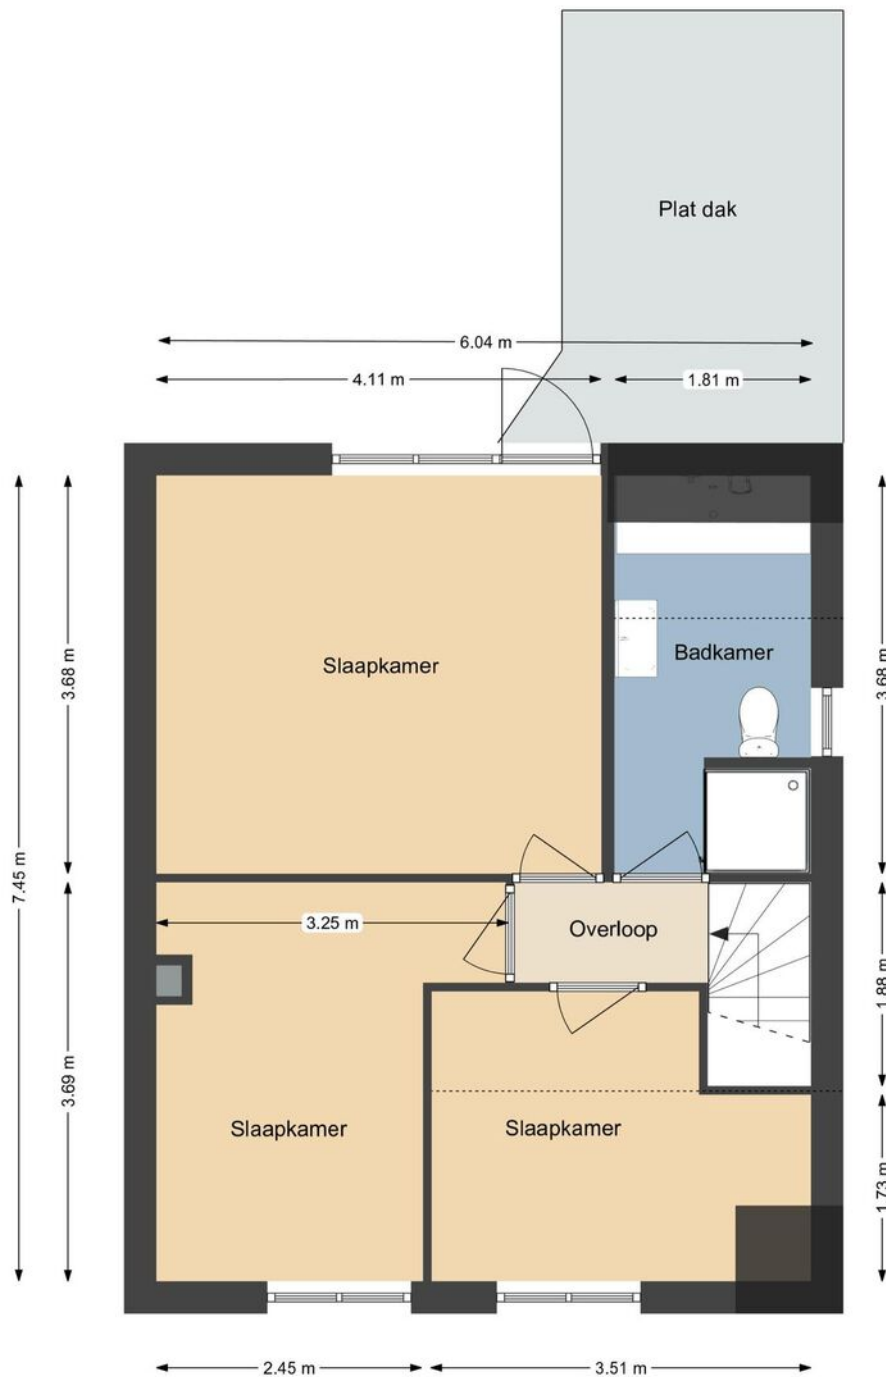 Plat dak
6.04 m
4.11 m
1.81 m
3.68 m
7.45 m
3.69 m
Slaapkamer
Badkamer
3.68 m
3.25 m
Overloop
1.88 m
Slaapkamer
Slaapkamer
1.73 m
2.45 m
3.51 m